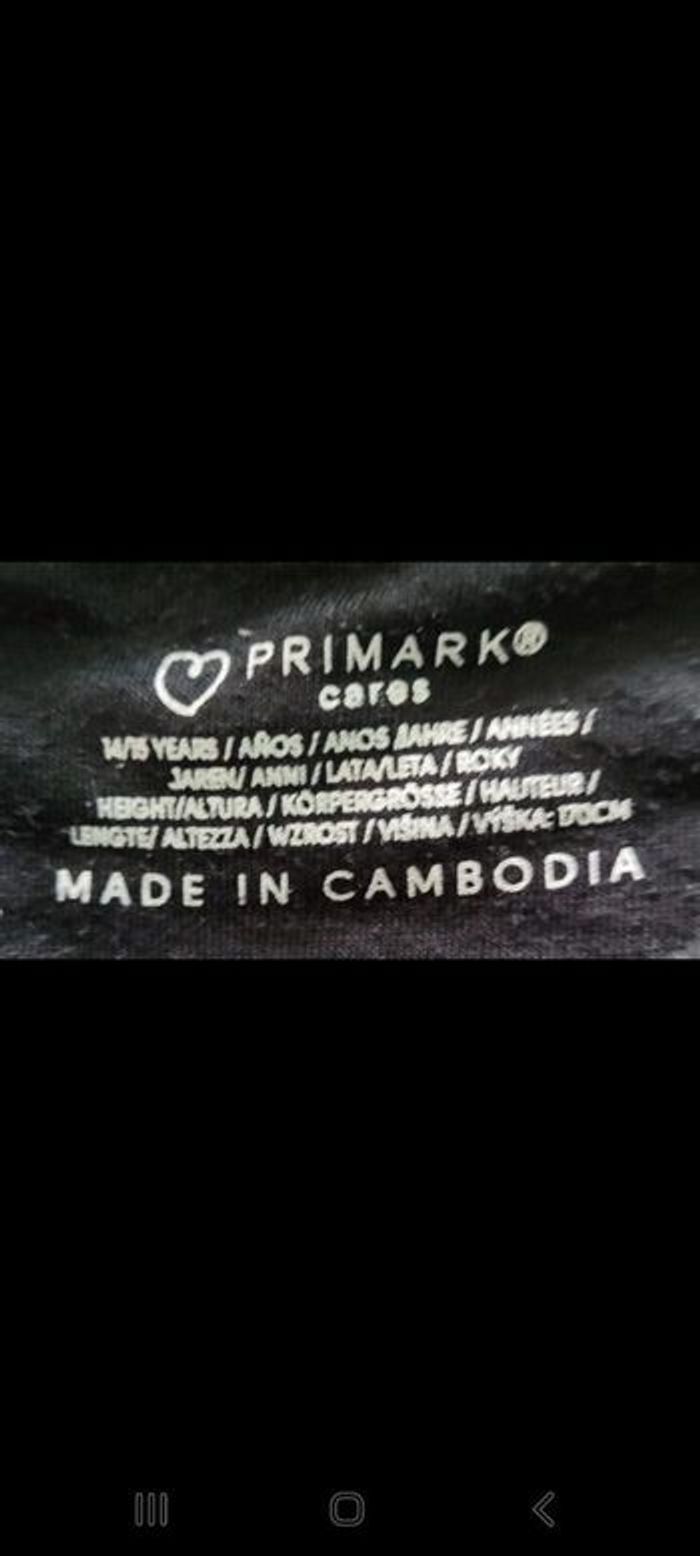 PRIMARK®
cares
14/15 YEARS / AÑOS / ANOS /JAHRE / ANNÉES /
JAREN/ ANNI / LATA/LETA / ROKY
HEIGHT/ALTURA / KÖRPERGRÖSSE / HAUTEUR /
LENGTE/ ALTEZZA / WZROST / VIŠINA / VÝŠKA: 170CM
MADE IN CAMBODIA